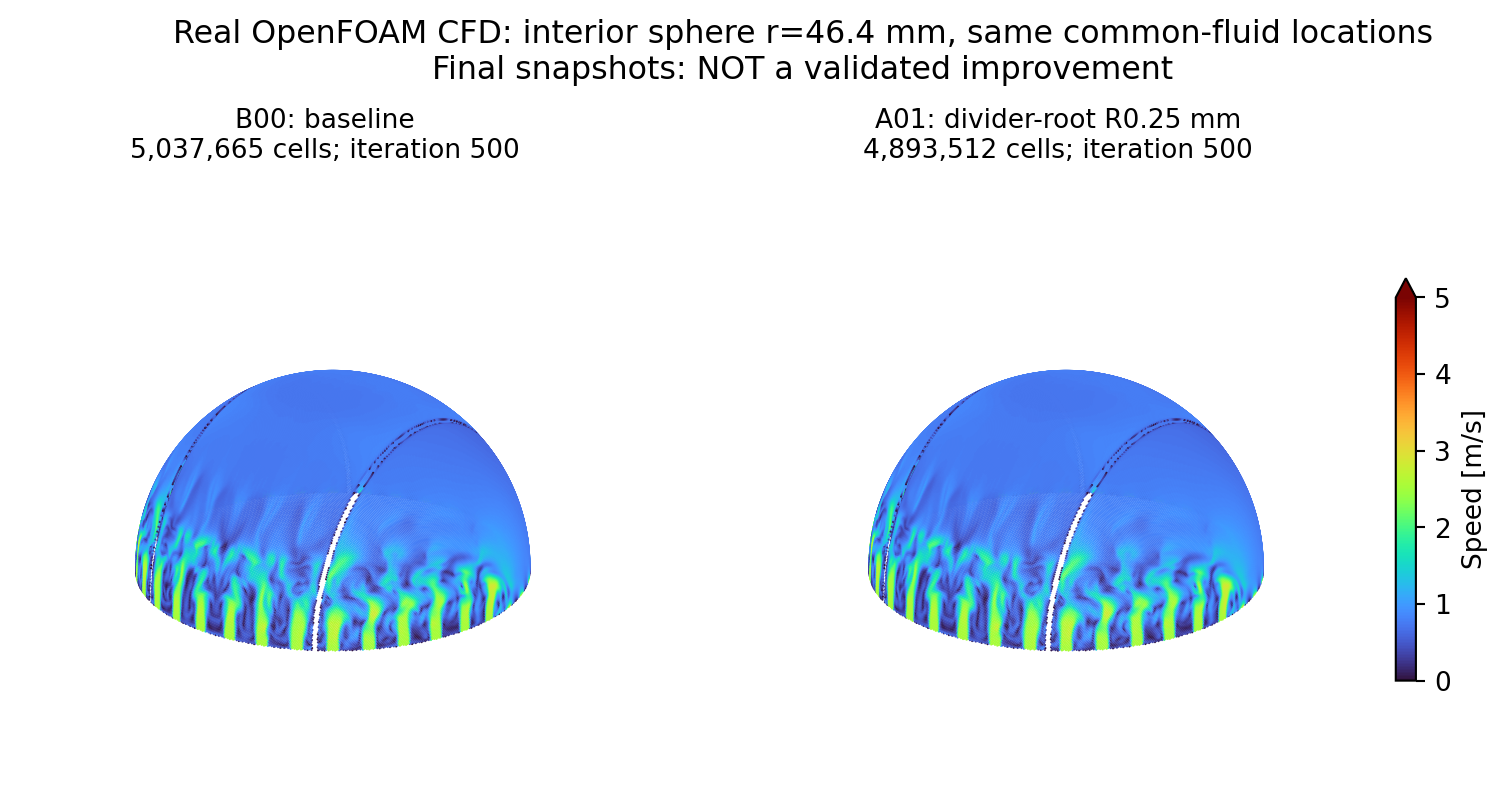 Real OpenFOAM CFD: interior sphere r=46.4 mm, same common-fluid locations
Final snapshots: NOT a validated improvement
B00: baseline
5,037,665 cells; iteration 500
A01: divider-root R0.25 mm
4,893,512 cells; iteration 500
5
4
3
2
1
0
Speed [m/s]